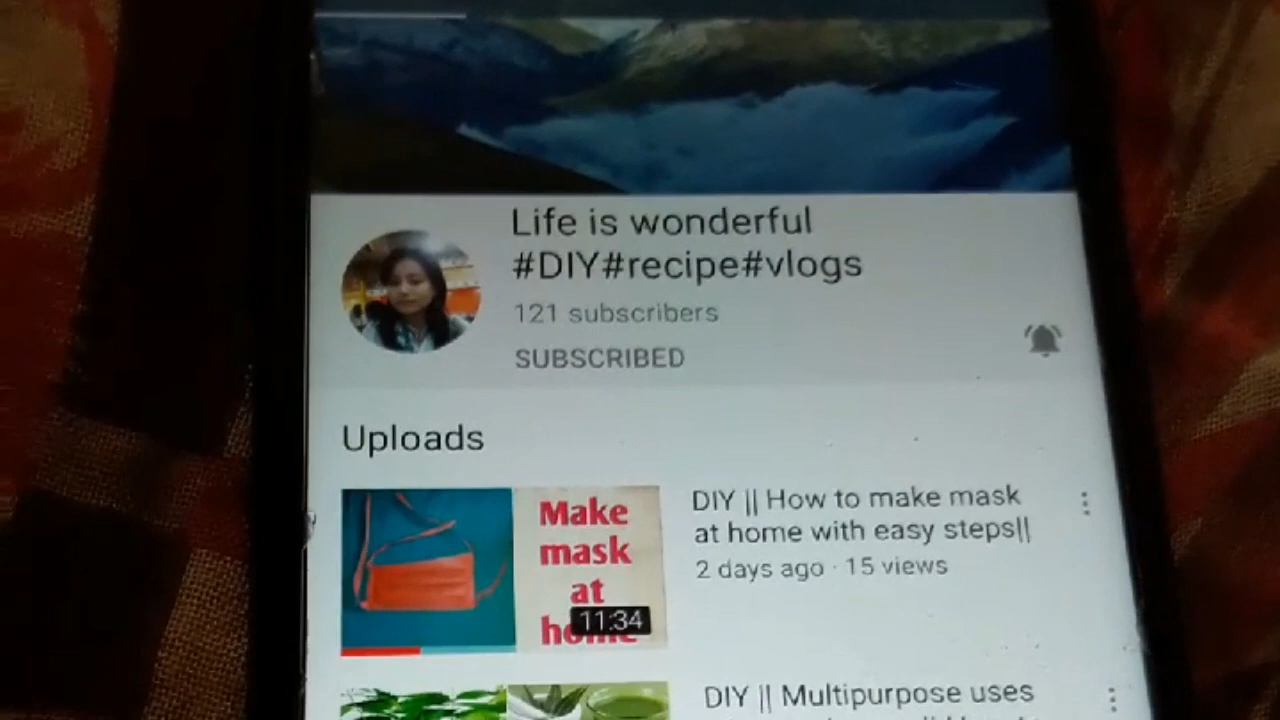 Life is wonderful
#DIY#recipe#vlogs
121 subscribers
SUBSCRIBED
Uploads
Make
mask
at
home
11:34
DIY || How to make mask
at home with easy steps||
2 days ago · 15 views
DIY || Multipurpose uses